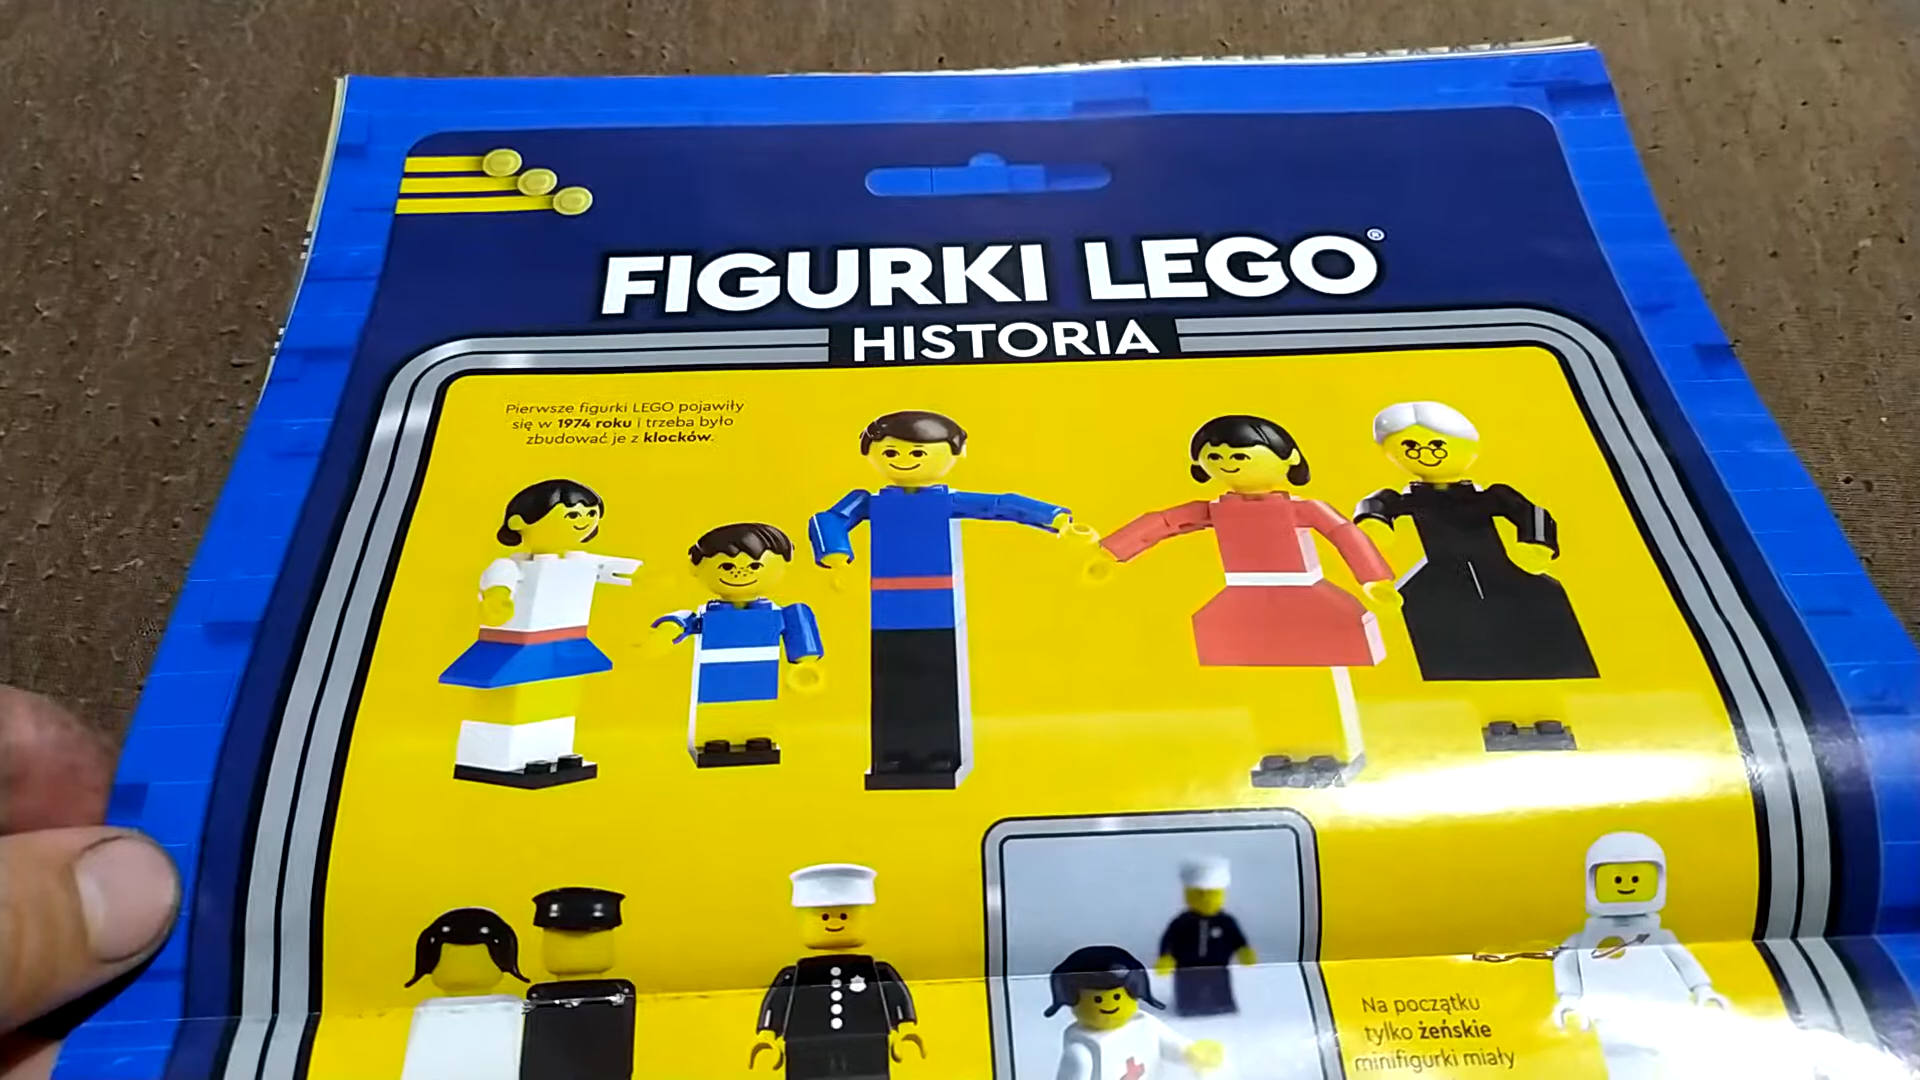 FIGURKI LEGO®
HISTORIA
Pierwsze figurki LEGO pojawiły
się w 1974 roku i trzeba było
zbudować je z klocków.
Na początku
tylko żeńskie
minifigurki miały